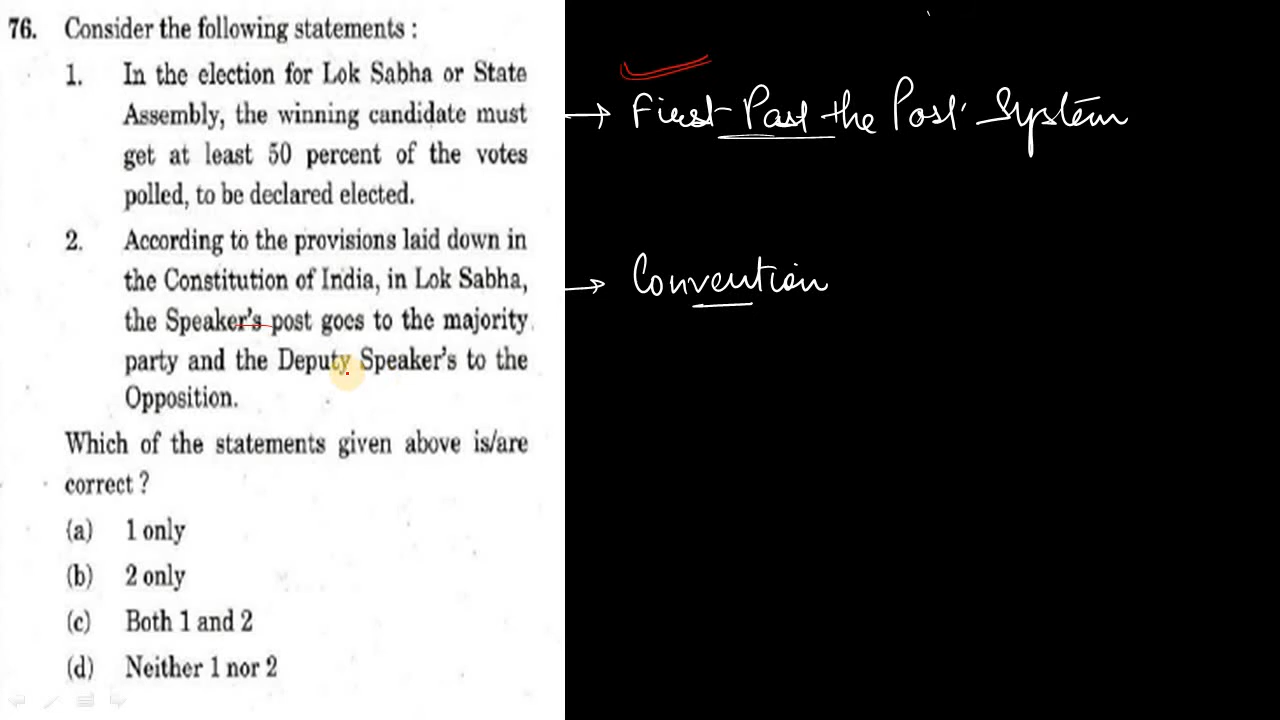 76. Consider the following statements :
1. In the election for Lok Sabha or State
Assembly, the winning candidate must
get at least 50 percent of the votes
polled, to be declared elected.
2. According to the provisions laid down in
the Constitution of India, in Lok Sabha,
the Speaker's post goes to the majority
party and the Deputy Speaker's to the
Opposition.
Which of the statements given above is/are
correct ?
(a) 1 only
(b) 2 only
(c) Both 1 and 2
(d) Neither 1 nor 2
→ First Past the Post System
→ Convention